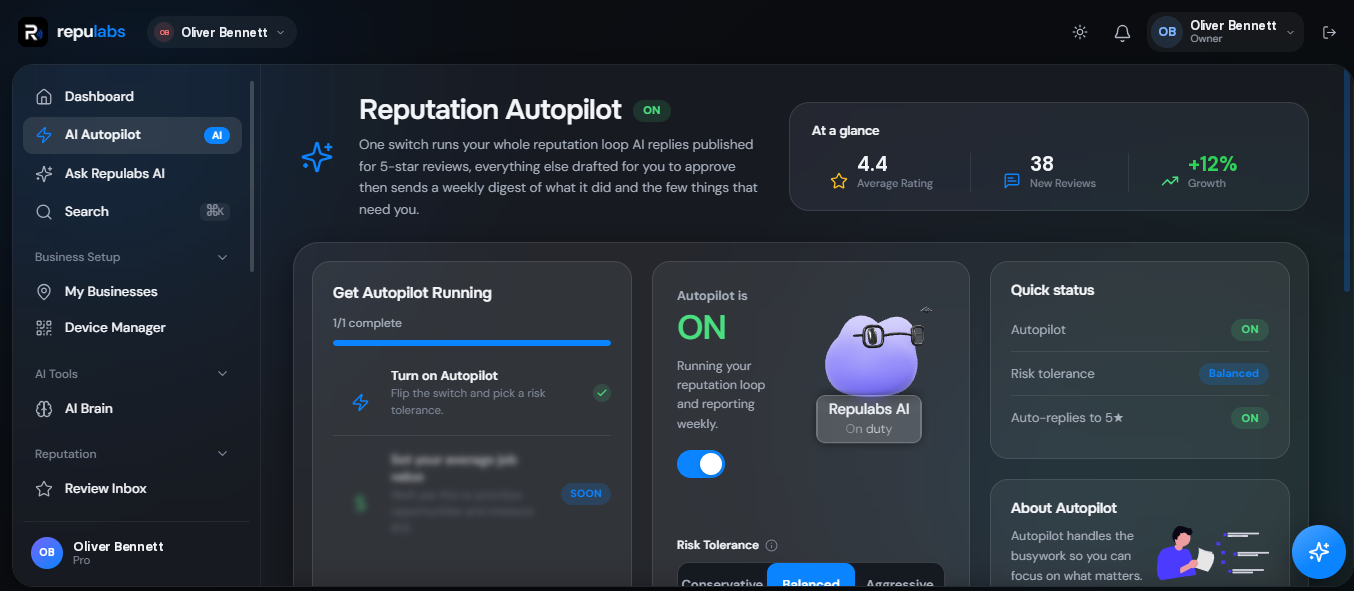 repulabs
OB Oliver Bennett
OB Oliver Bennett
Owner
Dashboard
AI Autopilot AI
Ask Repulabs AI
Search ⌘K
Business Setup
My Businesses
Device Manager
AI Tools
AI Brain
Reputation
Review Inbox
OB Oliver Bennett
Pro
Reputation Autopilot ON
One switch runs your whole reputation loop AI replies published
for 5-star reviews, everything else drafted for you to approve
then sends a weekly digest of what it did and the few things that
need you.
At a glance
4.4
Average Rating
38
New Reviews
+12%
Growth
Get Autopilot Running
1/1 complete
Turn on Autopilot
Flip the switch and pick a risk
tolerance.
Set your average job
value
SOON
Autopilot is
ON
Running your
reputation loop
and reporting
weekly.
Repulabs AI
On duty
Risk Tolerance
Conservative Balanced Aggressive
Quick status
Autopilot ON
Risk tolerance Balanced
Auto-replies to 5★ ON
About Autopilot
Autopilot handles the
busywork so you can
focus on what matters.